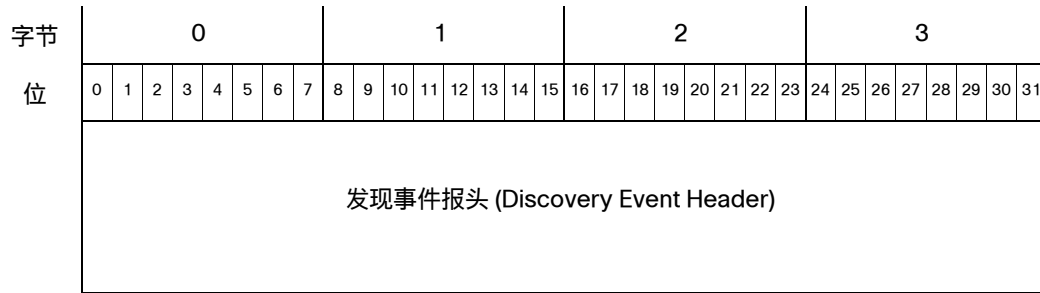 字节 0 1 2 3
位 0 1 2 3 4 5 6 7 8 9 10 11 12 13 14 15 16 17 18 19 20 21 22 23 24 25 26 27 28 29 30 31
发现事件报头 (Discovery Event Header)